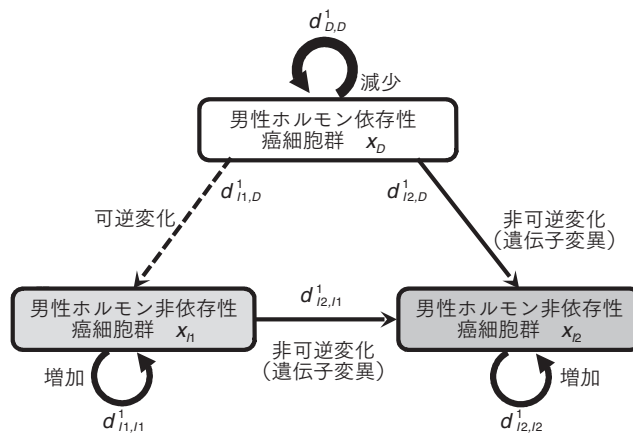 d¹D,D
減少
男性ホルモン依存性
癌細胞群 xD
d¹I1,D
d¹I2,D
可逆変化
非可逆変化
（遺伝子変異）
男性ホルモン非依存性
癌細胞群 xI1
d¹I2,I1
男性ホルモン非依存性
癌細胞群 xI2
非可逆変化
（遺伝子変異）
増加
d¹I1,I1
増加
d¹I2,I2